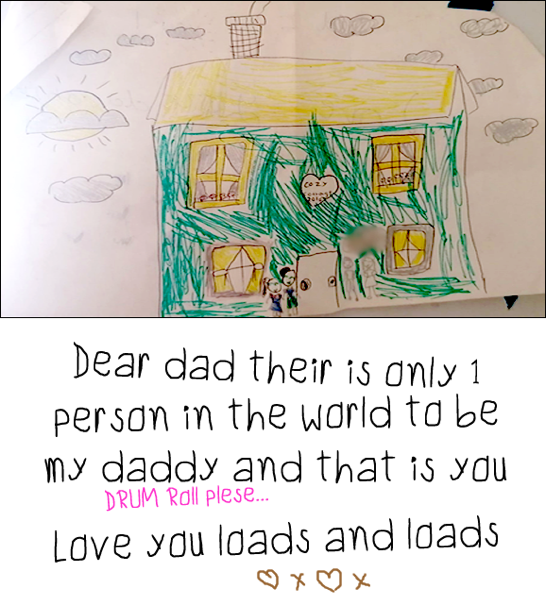 COZY
Dear dad their is only 1
person in the world to be
my daddy and that is you
DRUM Roll plese...
Love you loads and loads